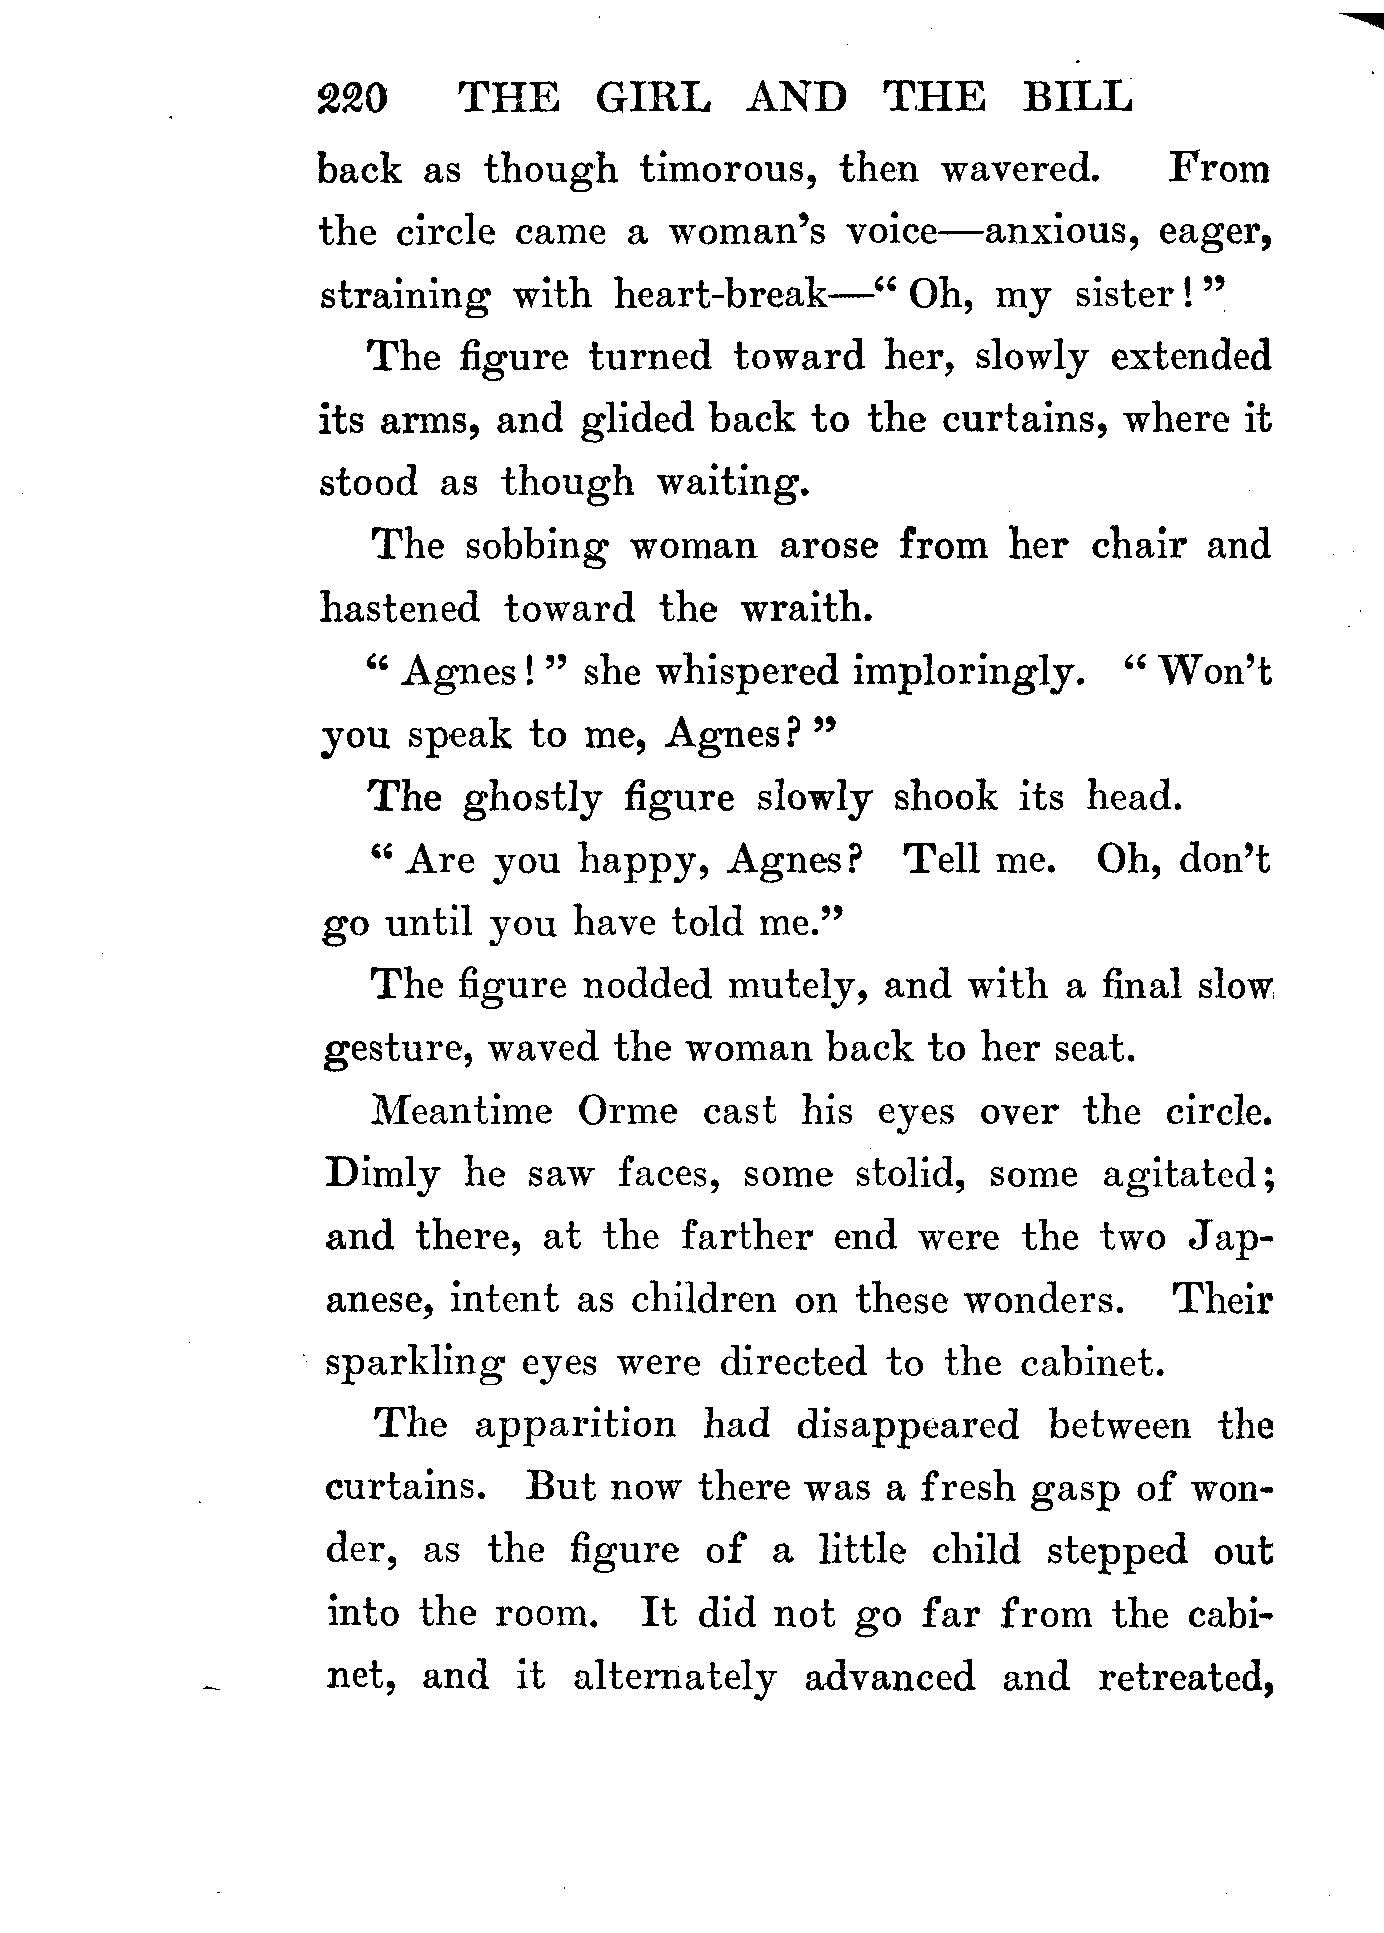 220 THE GIRL AND THE BILL
back as though timorous, then wavered. From
the circle came a woman's voice—anxious, eager,
straining with heart-break—“ Oh, my sister! ”
The figure turned toward her, slowly extended
its arms, and glided back to the curtains, where it
stood as though waiting.
The sobbing woman arose from her chair and
hastened toward the wraith.
“ Agnes! ” she whispered imploringly. “ Won't
you speak to me, Agnes? ”
The ghostly figure slowly shook its head.
“ Are you happy, Agnes? Tell me. Oh, don't
go until you have told me.”
The figure nodded mutely, and with a final slow
gesture, waved the woman back to her seat.
Meantime Orme cast his eyes over the circle.
Dimly he saw faces, some stolid, some agitated;
and there, at the farther end were the two Jap-
anese, intent as children on these wonders. Their
sparkling eyes were directed to the cabinet.
The apparition had disappeared between the
curtains. But now there was a fresh gasp of won-
der, as the figure of a little child stepped out
into the room. It did not go far from the cabi-
net, and it alternately advanced and retreated,